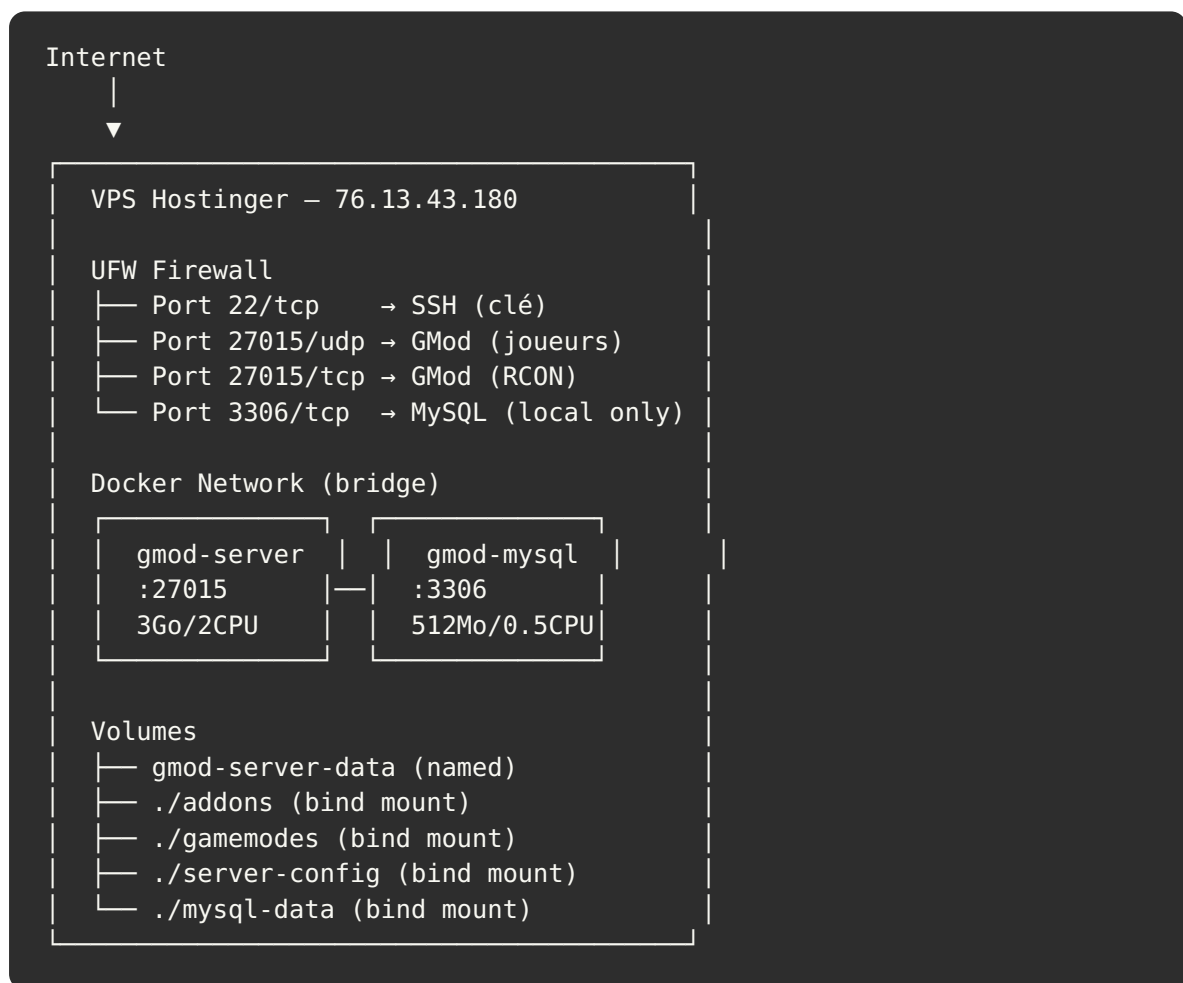 Internet
│
▼
┌─────────────────────────────────────────┐
│  VPS Hostinger — 76.13.43.180           │
│                                          │
│  UFW Firewall                            │
│  ├── Port 22/tcp    → SSH (clé)          │
│  ├── Port 27015/udp → GMod (joueurs)     │
│  ├── Port 27015/tcp → GMod (RCON)        │
│  └── Port 3306/tcp  → MySQL (local only) │
│                                          │
│  Docker Network (bridge)                 │
│  ┌──────────────┐  ┌──────────────┐      │
│  │  gmod-server  │  │  gmod-mysql  │      │
│  │  :27015      │──│  :3306       │      │
│  │  3Go/2CPU    │  │  512Mo/0.5CPU│      │
│  └──────────────┘  └──────────────┘      │
│                                          │
│  Volumes                                 │
│  ├── gmod-server-data (named)            │
│  ├── ./addons (bind mount)               │
│  ├── ./gamemodes (bind mount)            │
│  ├── ./server-config (bind mount)        │
│  └── ./mysql-data (bind mount)           │
└─────────────────────────────────────────┘